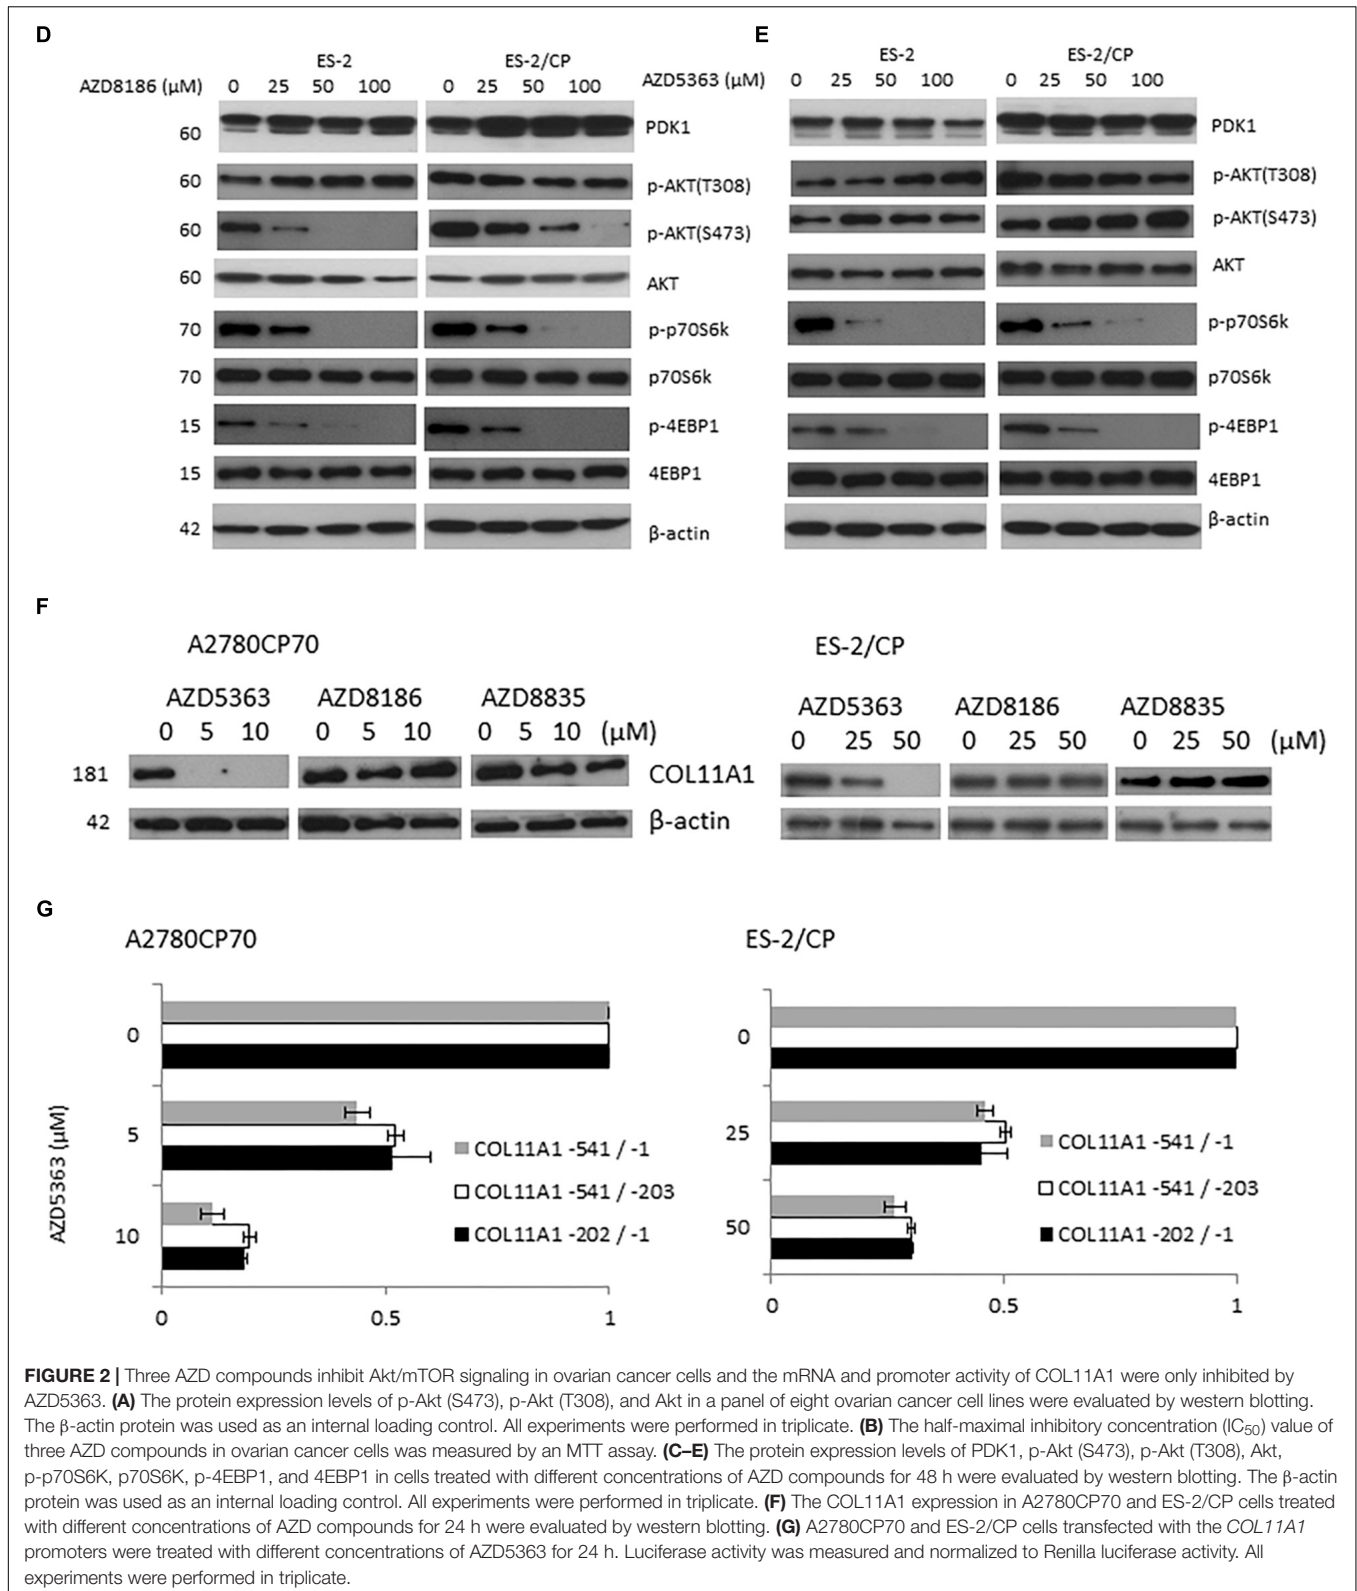 D
E
ES-2
ES-2/CP
AZD8186 (μM)
0 25 50 100
0 25 50 100
60
PDK1
60
p-AKT(T308)
60
p-AKT(S473)
60
AKT
70
p-p70S6k
70
p70S6k
15
p-4EBP1
15
4EBP1
42
β-actin
ES-2
ES-2/CP
AZD5363 (μM)
0 25 50 100
0 25 50 100
PDK1
p-AKT(T308)
p-AKT(S473)
AKT
p-p70S6k
p70S6k
p-4EBP1
4EBP1
β-actin
F
A2780CP70
AZD5363 AZD8186 AZD8835
0 5 10 0 5 10 0 5 10 (μM)
181
COL11A1
42
β-actin
ES-2/CP
AZD5363 AZD8186 AZD8835
0 25 50 0 25 50 0 25 50 (μM)
G
A2780CP70
AZD5363 (μM)
0
5
10
COL11A1 -541 / -1
COL11A1 -541 / -203
COL11A1 -202 / -1
0 0.5 1
ES-2/CP
0
25
50
COL11A1 -541 / -1
COL11A1 -541 / -203
COL11A1 -202 / -1
0 0.5 1
FIGURE 2 | Three AZD compounds inhibit Akt/mTOR signaling in ovarian cancer cells and the mRNA and promoter activity of COL11A1 were only inhibited by
AZD5363. (A) The protein expression levels of p-Akt (S473), p-Akt (T308), and Akt in a panel of eight ovarian cancer cell lines were evaluated by western blotting.
The β-actin protein was used as an internal loading control. All experiments were performed in triplicate. (B) The half-maximal inhibitory concentration (IC50) value of
three AZD compounds in ovarian cancer cells was measured by an MTT assay. (C–E) The protein expression levels of PDK1, p-Akt (S473), p-Akt (T308), Akt,
p-p70S6K, p70S6K, p-4EBP1, and 4EBP1 in cells treated with different concentrations of AZD compounds for 48 h were evaluated by western blotting. The β-actin
protein was used as an internal loading control. All experiments were performed in triplicate. (F) The COL11A1 expression in A2780CP70 and ES-2/CP cells treated
with different concentrations of AZD compounds for 24 h were evaluated by western blotting. (G) A2780CP70 and ES-2/CP cells transfected with the COL11A1
promoters were treated with different concentrations of AZD5363 for 24 h. Luciferase activity was measured and normalized to Renilla luciferase activity. All
experiments were performed in triplicate.